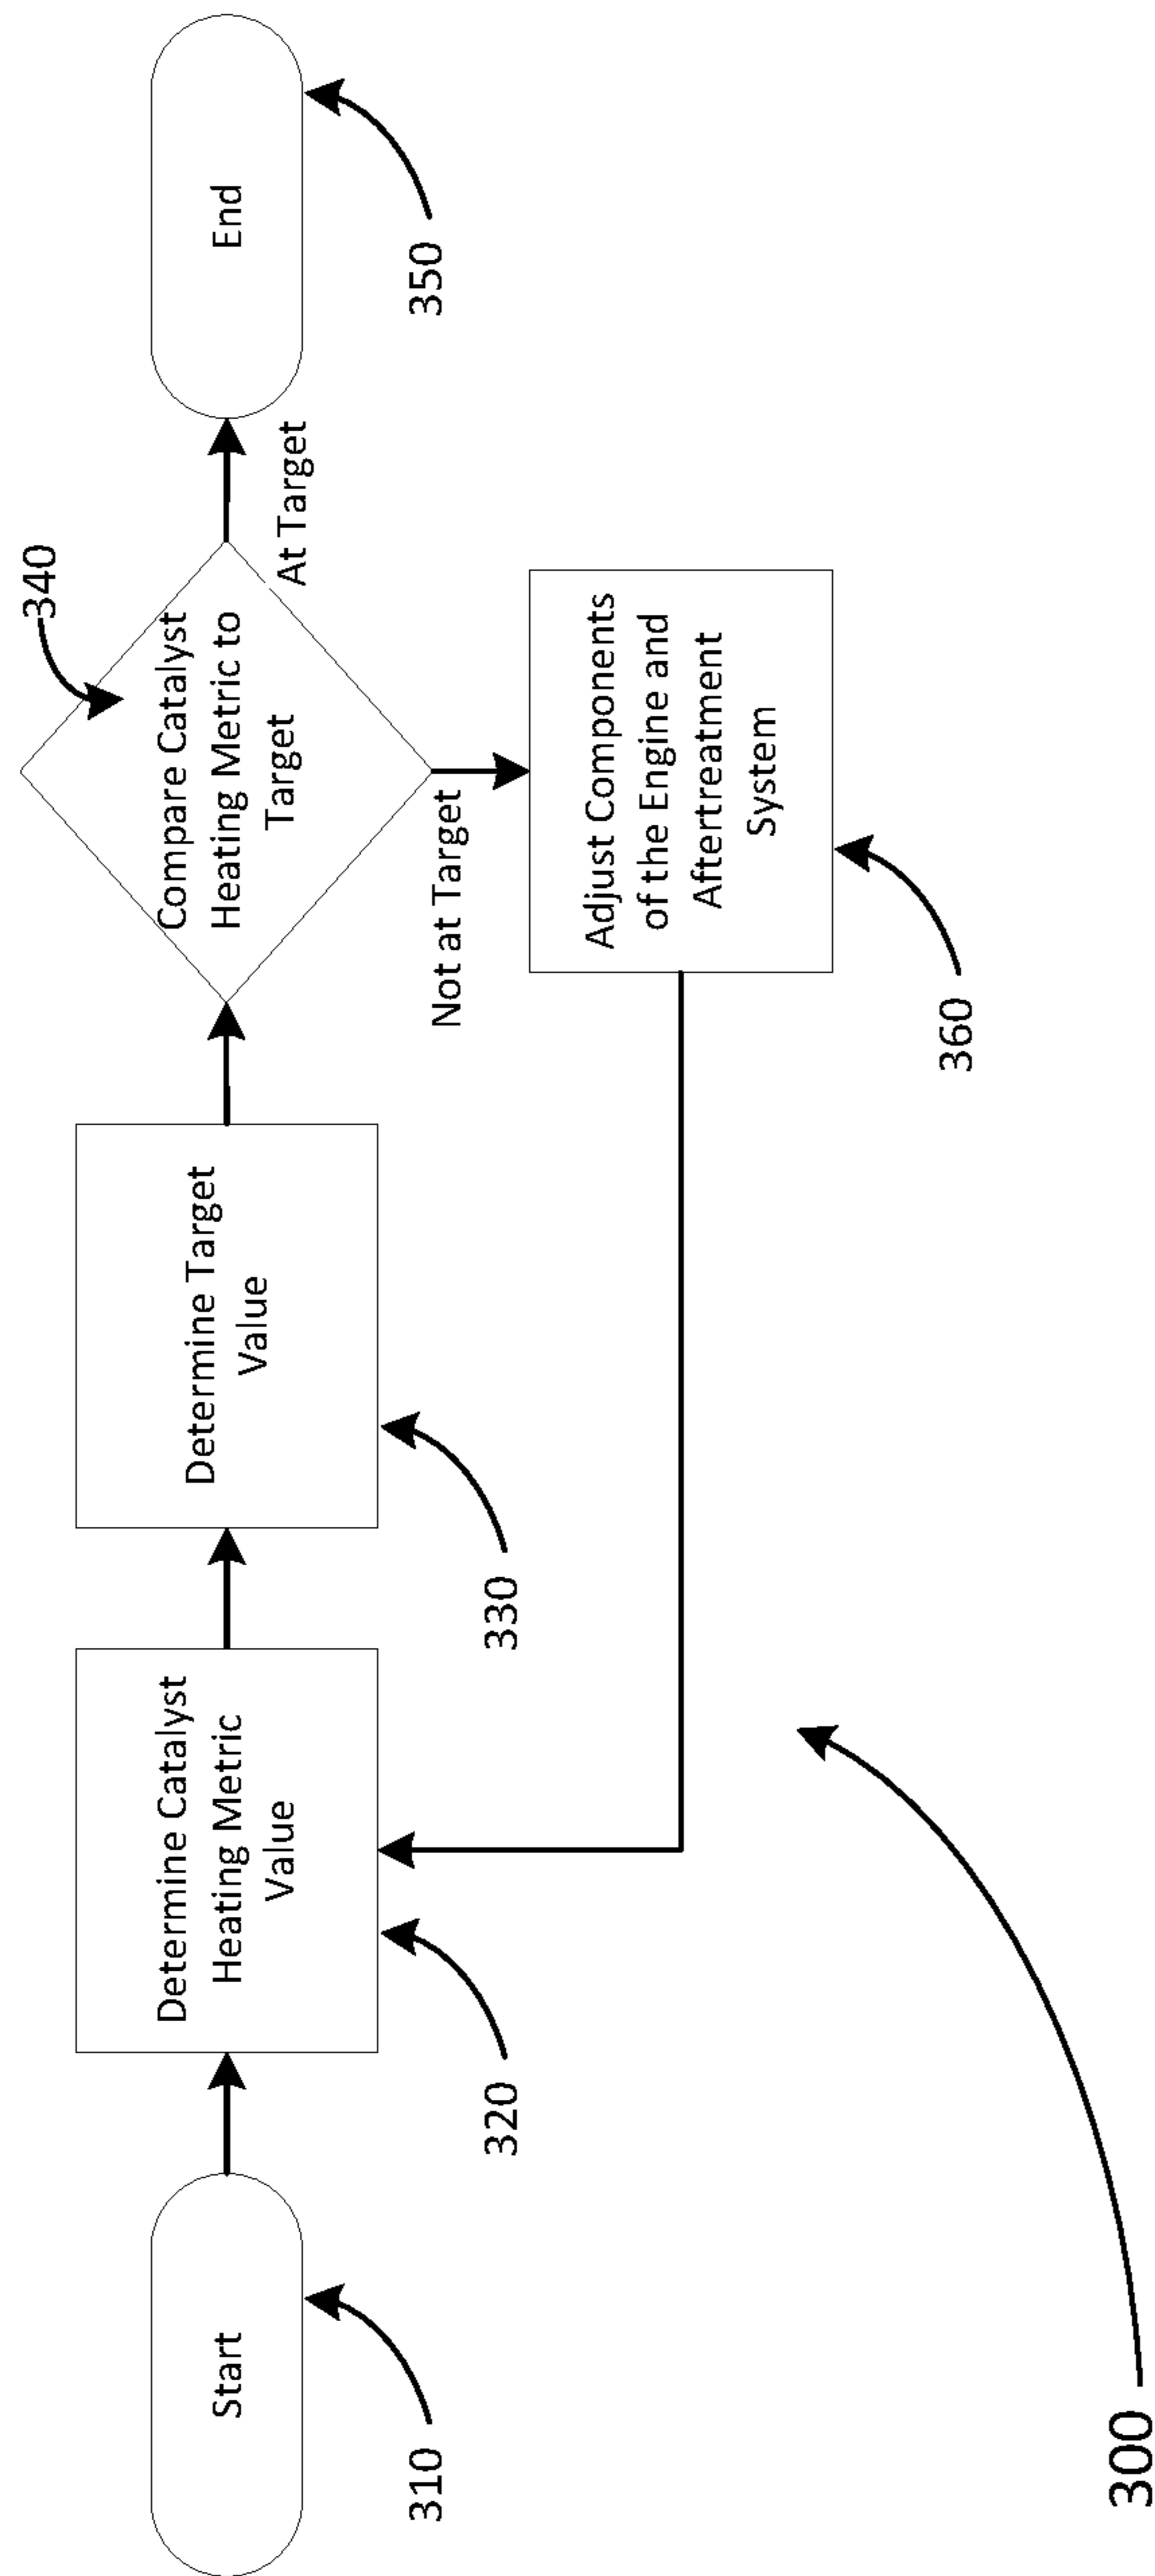 Start
310
Determine Catalyst
Heating Metric
Value
320
Determine Target
Value
330
Compare Catalyst
Heating Metric to
Target
340
At Target
End
350
Not at Target
Adjust Components
of the Engine and
Aftertreatment
System
360
300